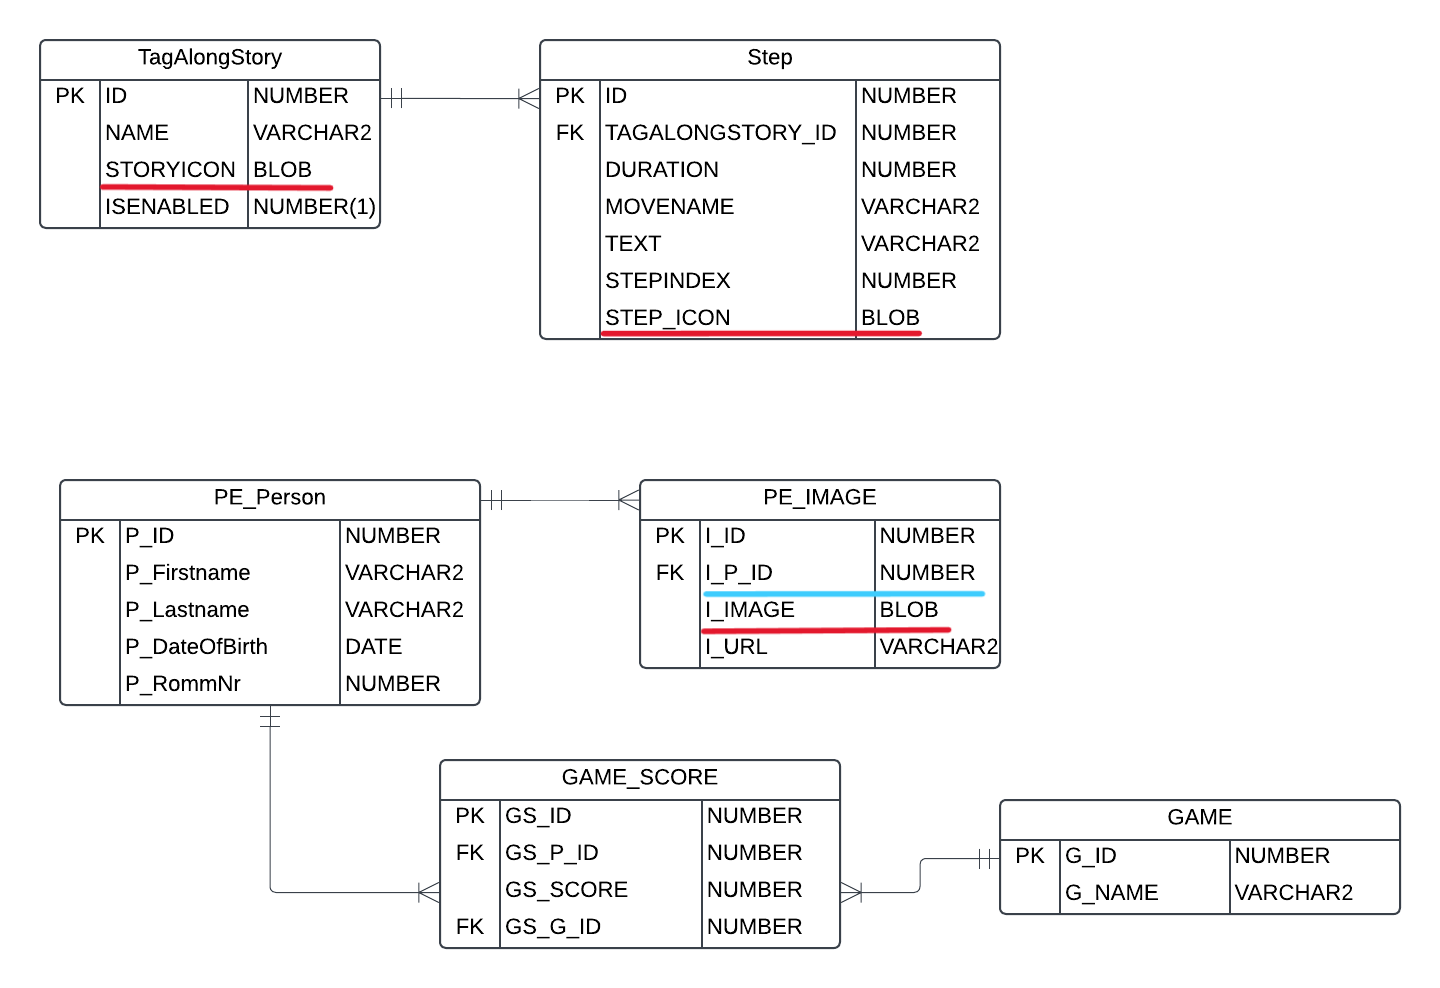 TagAlongStory
PK ID NUMBER
NAME VARCHAR2
STORYICON BLOB
ISENABLED NUMBER(1)
Step
PK ID NUMBER
FK TAGALONGSTORY_ID NUMBER
DURATION NUMBER
MOVENAME VARCHAR2
TEXT VARCHAR2
STEPINDEX NUMBER
STEP_ICON BLOB
PE_Person
PK P_ID NUMBER
P_Firstname VARCHAR2
P_Lastname VARCHAR2
P_DateOfBirth DATE
P_RommNr NUMBER
PE_IMAGE
PK I_ID NUMBER
FK I_P_ID NUMBER
I_IMAGE BLOB
I_URL VARCHAR2
GAME_SCORE
PK GS_ID NUMBER
FK GS_P_ID NUMBER
GS_SCORE NUMBER
FK GS_G_ID NUMBER
GAME
PK G_ID NUMBER
G_NAME VARCHAR2